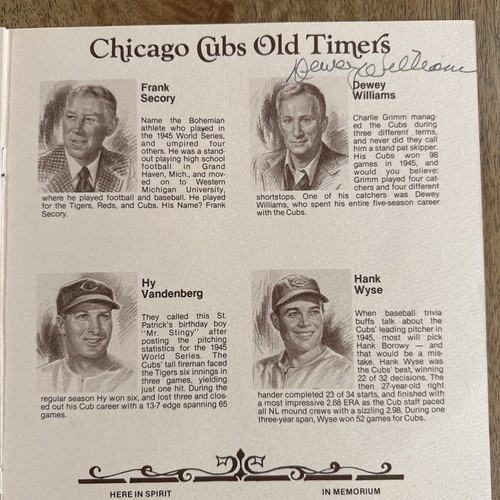 Chicago Cubs Old Timers
Dewey Williams
Frank
Secory
Name the Bohemian
athlete who played in
the 1945 World Series,
and umpired four
others. He was a stand-
out playing high school
football in Grand
Haven, Mich., and mov-
ed on to Western
Michigan University,
where he played football and baseball. He played
for the Tigers, Reds, and Cubs. His Name? Frank
Secory.
Dewey
Williams
Charlie Grimm manag-
ed the Cubs during
three different terms,
and never did they call
him a stand pat skipper.
His Cubs won 98
games in 1945, and
would you believe:
Grimm played four cat-
chers and four different
shortstops. One of his catchers was Dewey
Williams, who spent his entire five-season career
with the Cubs.
Hy
Vandenberg
They called this St.
Patrick's birthday boy
"Mr. Stingy" after
posting the pitching
statistics for the 1945
World Series. The
Cubs' tall fireman faced
the Tigers six innings in
three games, yielding
just one hit. During the
regular season Hy won six, and lost three and clos-
ed out his Cub career with a 13-7 edge spanning 65
games.
Hank
Wyse
When baseball trivia
buffs talk about the
Cubs' leading pitcher in
1945, most will pick
Hank Borowy — and
that would be a mis-
take. Hank Wyse was
the Cubs' best, winning
22 of 32 decisions. The
then 27-year-old right
hander completed 23 of 34 starts, and finished with
a most impressive 2.68 ERA as the Cub staff paced
all NL mound crews with a sizzling 2.98. During one
three-year span, Wyse won 52 games for Cubs.
HERE IN SPIRIT
IN MEMORIUM